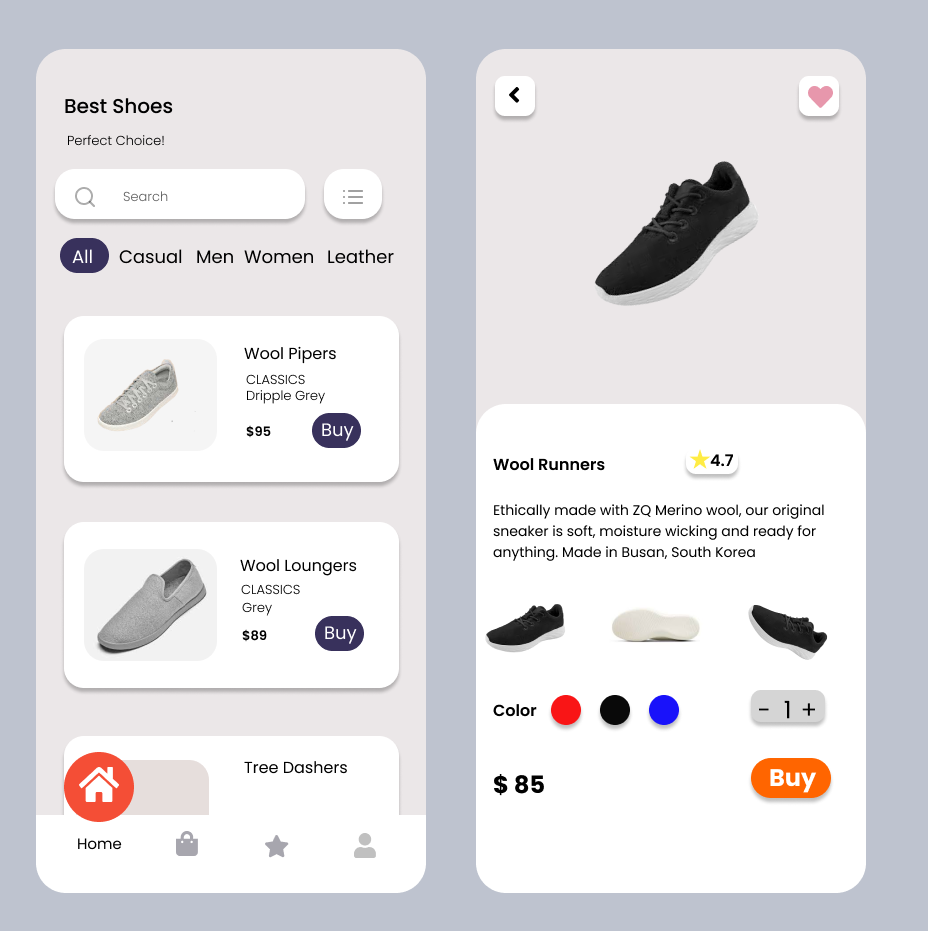 Best Shoes
Perfect Choice!
Search
All Casual Men Women Leather
Wool Pipers
CLASSICS
Dripple Grey
$95 Buy
Wool Loungers
CLASSICS
Grey
$89 Buy
Tree Dashers
Home
Wool Runners
4.7
Ethically made with ZQ Merino wool, our original
sneaker is soft, moisture wicking and ready for
anything. Made in Busan, South Korea
Color - 1 +
$ 85 Buy